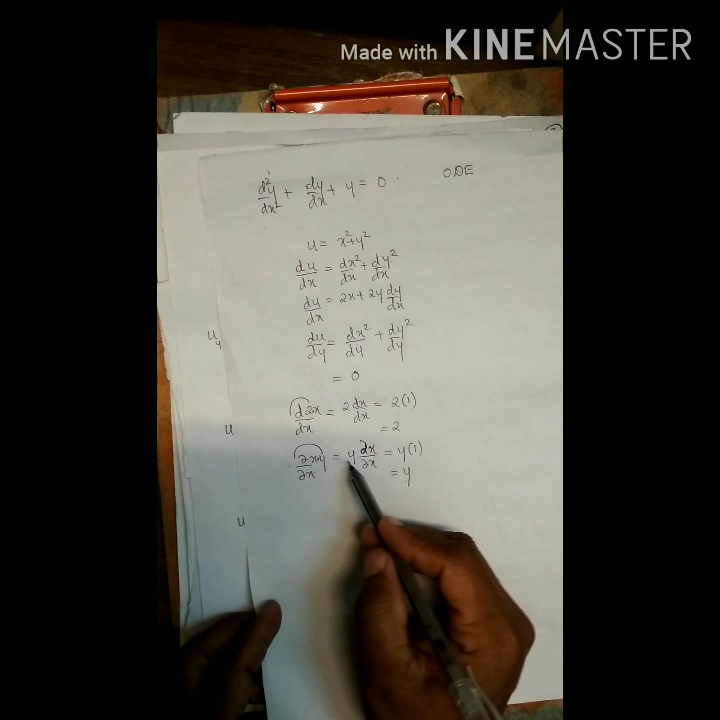 Made with KINEMASTER
d²y/dx² + dy/dx + y = 0 . ODE
u = x² + y²
du/dx = dx²/dx + dy²/dx
du/dx = 2x + 2y dy/dx
du/dy = dx²/dy + dy²/dy
= 0
d2x/dx = 2 dx/dx = 2(1)
= 2
∂xy/∂x = y ∂x/∂x = y(1)
= y
u_y
u
u